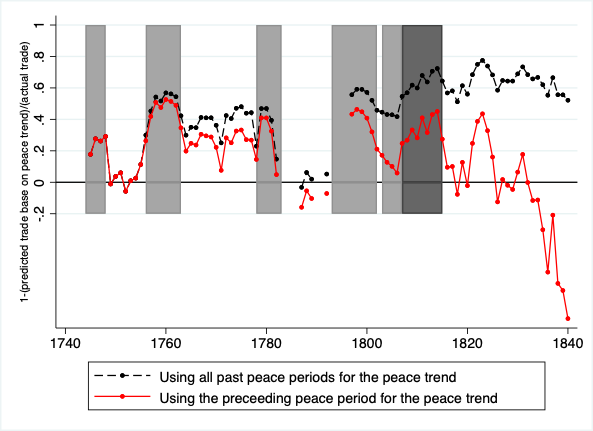 1-(predicted trade base on peace trend)/(actual trade)
1
.8
.6
.4
.2
0
-.2
1740 1760 1780 1800 1820 1840
Using all past peace periods for the peace trend
Using the preceeding peace period for the peace trend